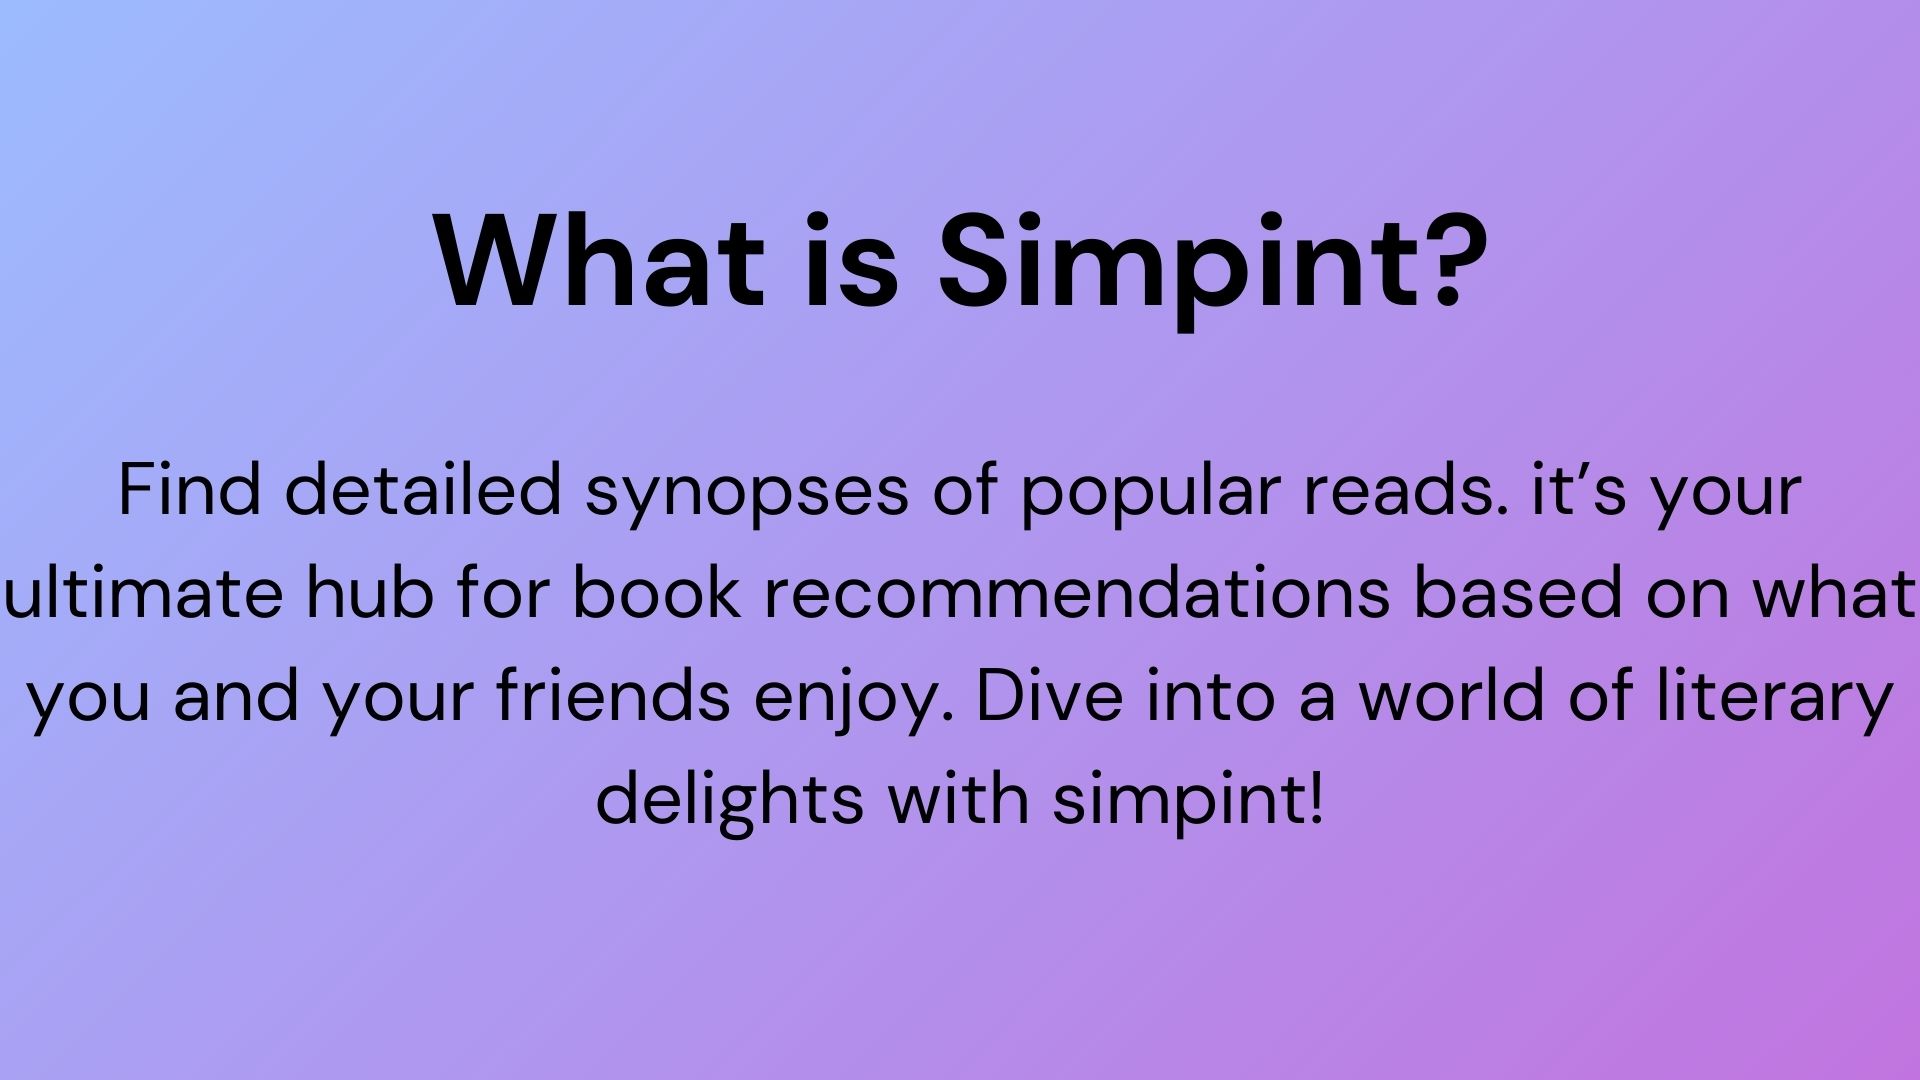 What is Simpint?
Find detailed synopses of popular reads. it’s your
ultimate hub for book recommendations based on what
you and your friends enjoy. Dive into a world of literary
delights with simpint!